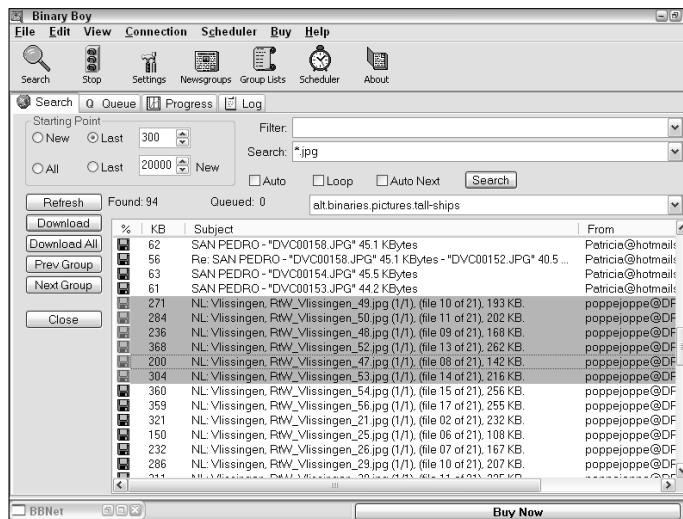 Binary Boy
File Edit View Connection Scheduler Buy Help
Search Stop Settings Newsgroups Group Lists Scheduler About
Search Queue Progress Log
Starting Point
New Last 300
All Last 20000 New
Filter:
Search: *.jpg
Auto Loop Auto Next Search
Refresh Found: 94 Queued: 0 alt.binaries.pictures.tall-ships
Download
Download All
Prev Group
Next Group
Close
% KB Subject From
62 SAN PEDRO - "DVC00158.JPG" 45.1 KBytes Patricia@hotmails
56 Re: SAN PEDRO - "DVC00158.JPG" 45.1 KBytes - "DVC00152.JPG" 40.5 ... Patricia@hotmails
63 SAN PEDRO - "DVC00154.JPG" 45.5 KBytes Patricia@hotmails
61 SAN PEDRO - "DVC00153.JPG" 44.2 KBytes Patricia@hotmails
271 NL: Vlissingen, RtW_Vlissingen_49.jpg (1/1), (file 10 of 21), 193 KB. poppejoppe@DF
284 NL: Vlissingen, RtW_Vlissingen_50.jpg (1/1), (file 11 of 21), 202 KB. poppejoppe@DF
236 NL: Vlissingen, RtW_Vlissingen_48.jpg (1/1), (file 09 of 21), 168 KB. poppejoppe@DF
368 NL: Vlissingen, RtW_Vlissingen_52.jpg (1/1), (file 13 of 21), 262 KB. poppejoppe@DF
200 NL: Vlissingen, RtW_Vlissingen_47.jpg (1/1), (file 08 of 21), 142 KB. poppejoppe@DF
304 NL: Vlissingen, RtW_Vlissingen_53.jpg (1/1), (file 14 of 21), 216 KB. poppejoppe@DF
360 NL: Vlissingen, RtW_Vlissingen_54.jpg (1/1), (file 15 of 21), 256 KB. poppejoppe@DF
359 NL: Vlissingen, RtW_Vlissingen_56.jpg (1/1), (file 17 of 21), 255 KB. poppejoppe@DF
321 NL: Vlissingen, RtW_Vlissingen_21.jpg (1/1), (file 02 of 21), 232 KB. poppejoppe@DF
150 NL: Vlissingen, RtW_Vlissingen_25.jpg (1/1), (file 06 of 21), 108 KB. poppejoppe@DF
232 NL: Vlissingen, RtW_Vlissingen_26.jpg (1/1), (file 07 of 21), 167 KB. poppejoppe@DF
286 NL: Vlissingen, RtW_Vlissingen_29.jpg (1/1), (file 10 of 21), 207 KB. poppejoppe@DF
BBNet Buy Now